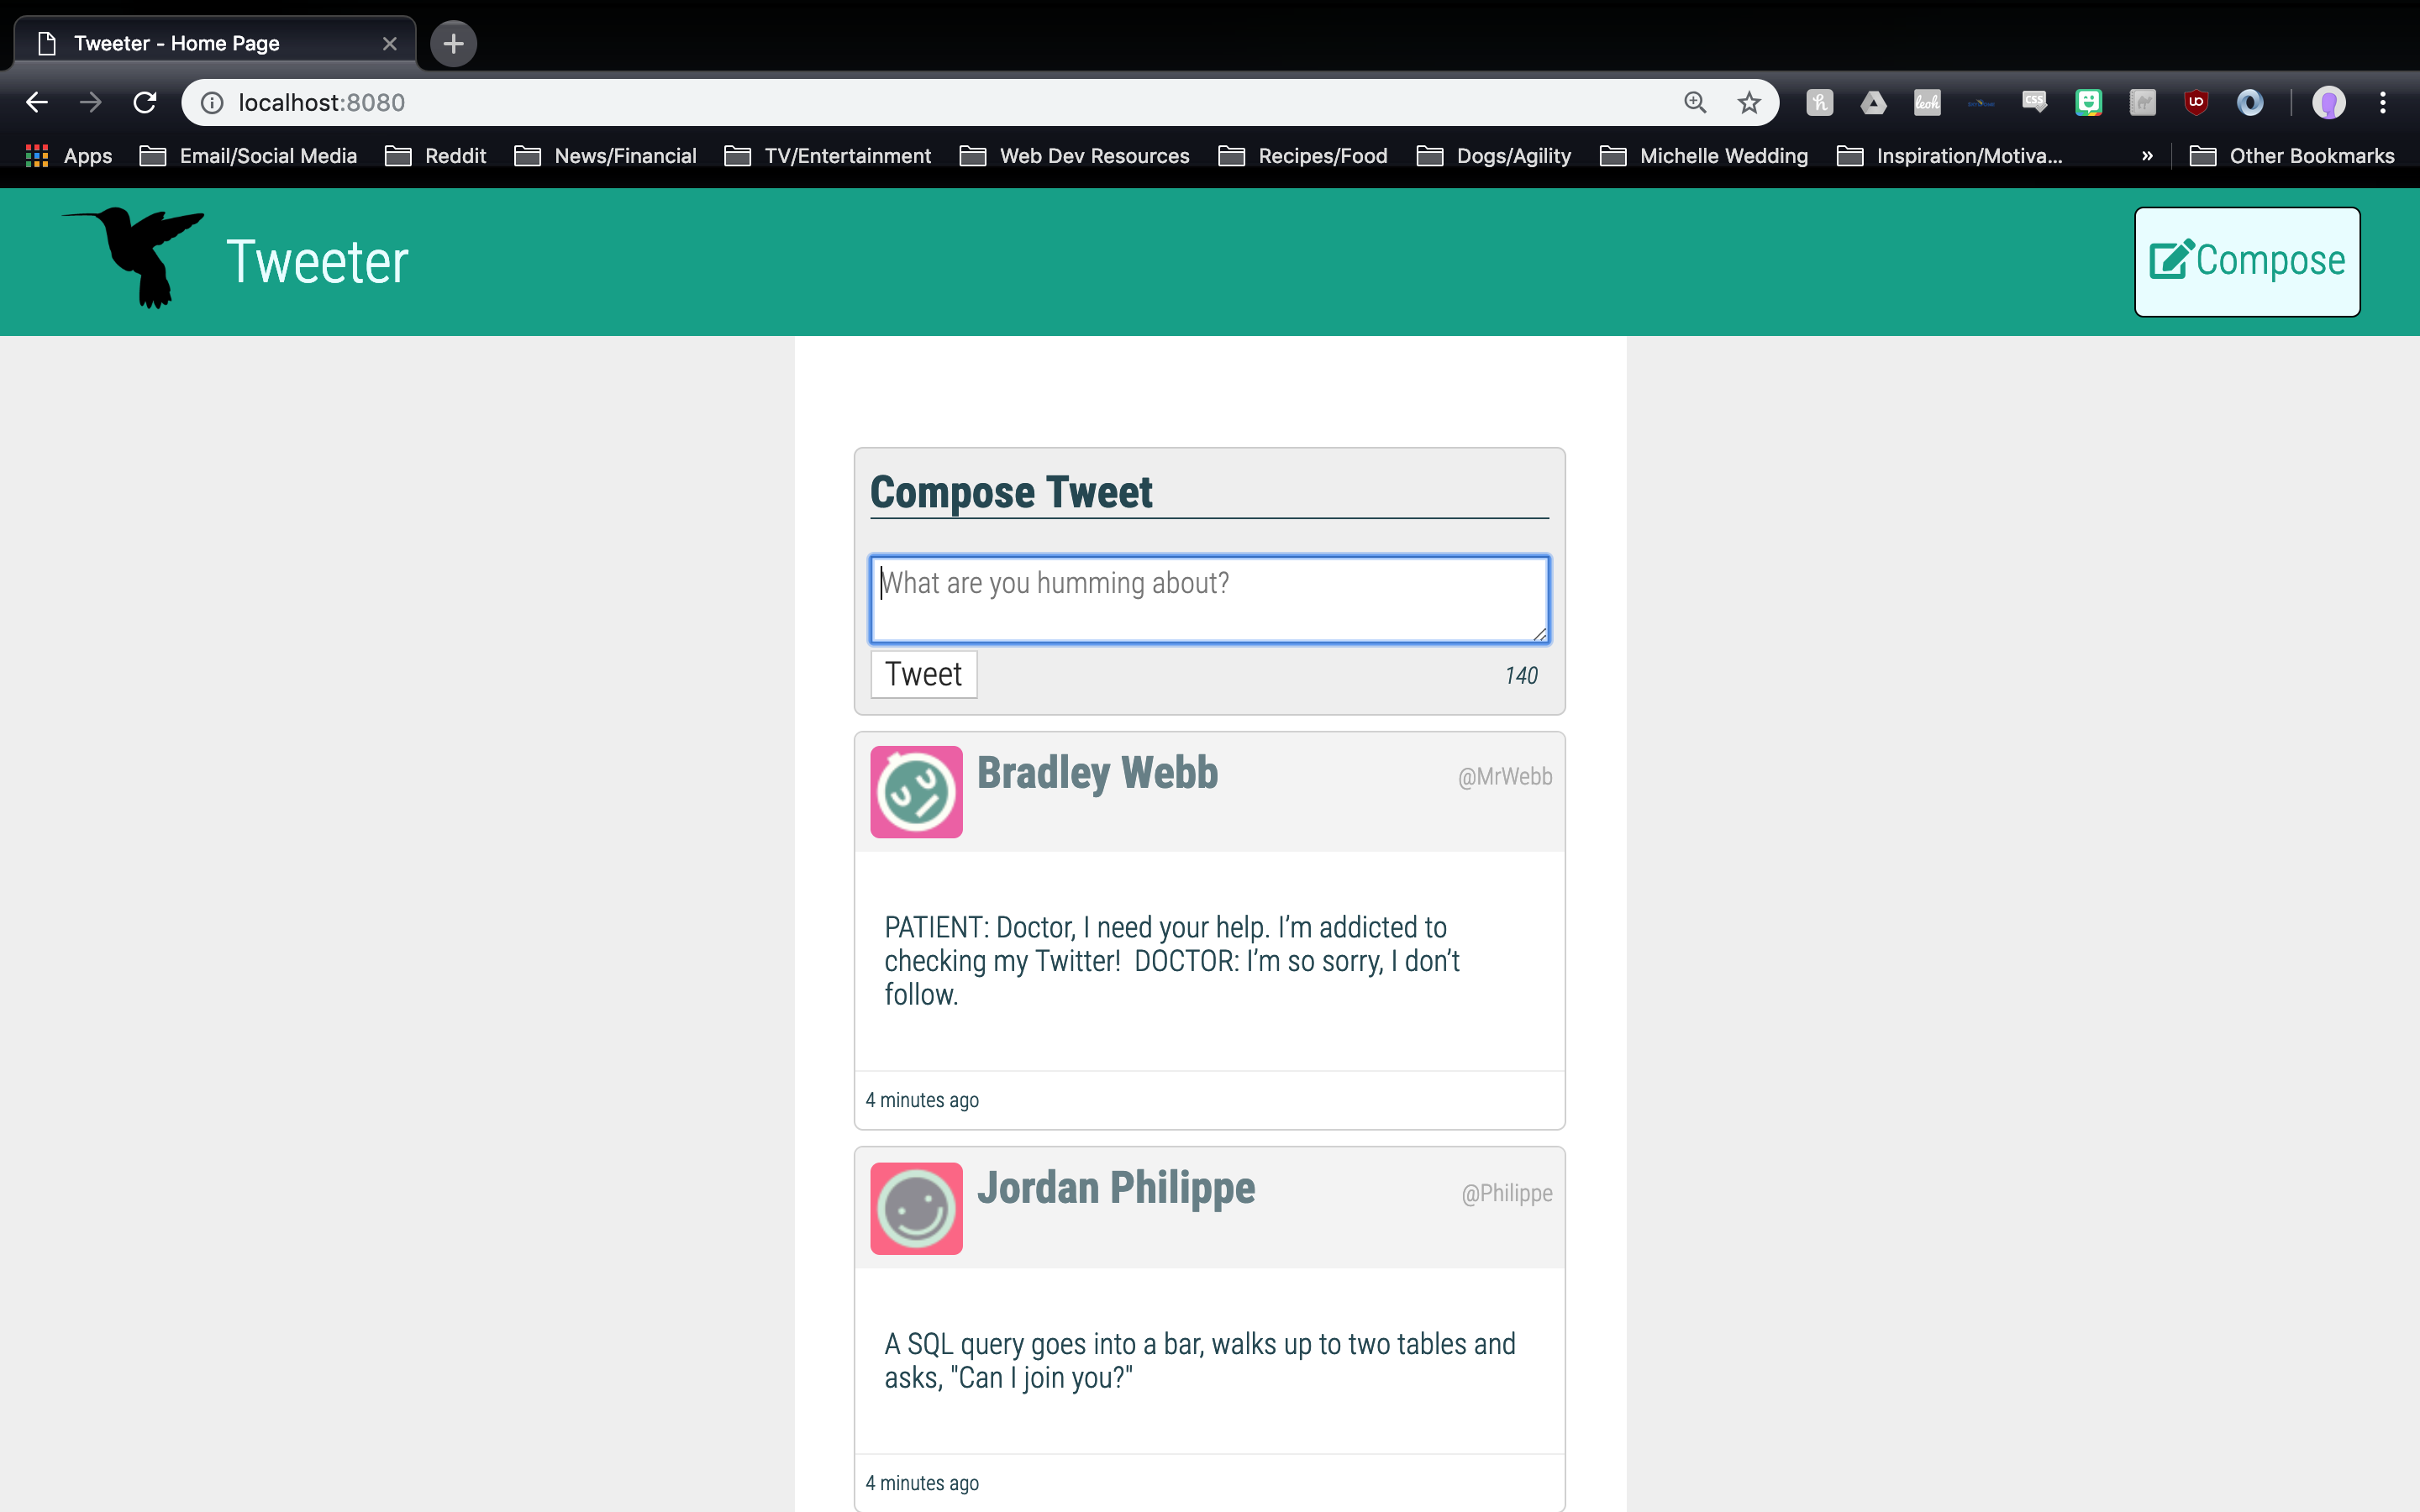 Tweeter - Home Page
localhost:8080
Apps Email/Social Media Reddit News/Financial TV/Entertainment Web Dev Resources Recipes/Food Dogs/Agility Michelle Wedding Inspiration/Motiva... » Other Bookmarks
Tweeter
Compose
Compose Tweet
What are you humming about?
Tweet 140
Bradley Webb @MrWebb
PATIENT: Doctor, I need your help. I’m addicted to
checking my Twitter!  DOCTOR: I’m so sorry, I don’t
follow.
4 minutes ago
Jordan Philippe @Philippe
A SQL query goes into a bar, walks up to two tables and
asks, "Can I join you?"
4 minutes ago